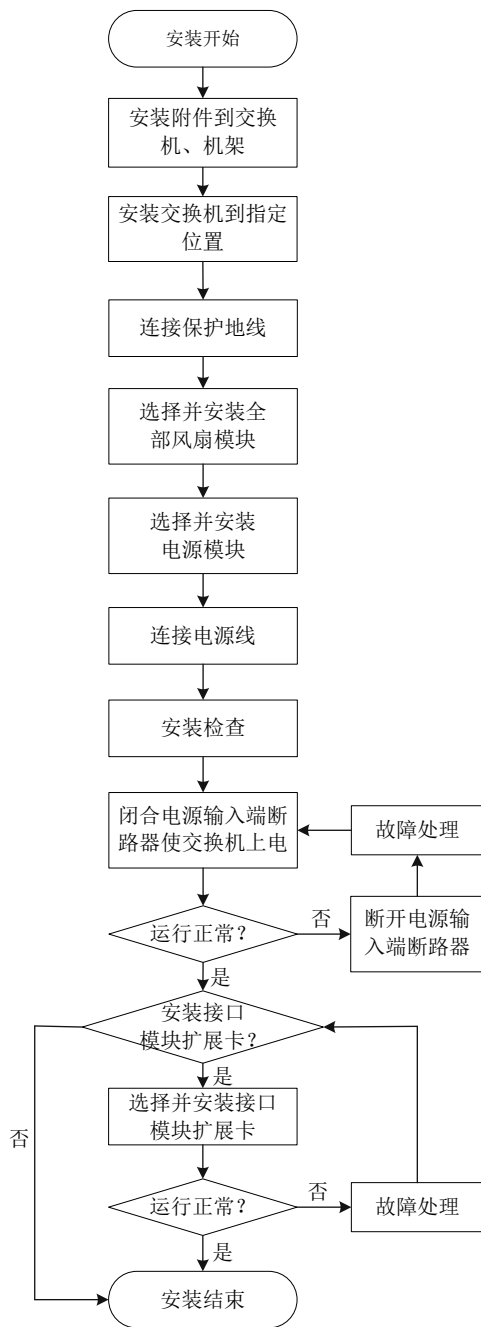 安装开始
安装附件到交换
机、机架
安装交换机到指定
位置
连接保护地线
选择并安装全
部风扇模块
选择并安装
电源模块
连接电源线
安装检查
闭合电源输入端断
路器使交换机上电
故障处理
运行正常？
否
断开电源输
入端断路器
是
安装接口
模块扩展卡？
是
否
选择并安装接口
模块扩展卡
运行正常？
否
故障处理
是
安装结束